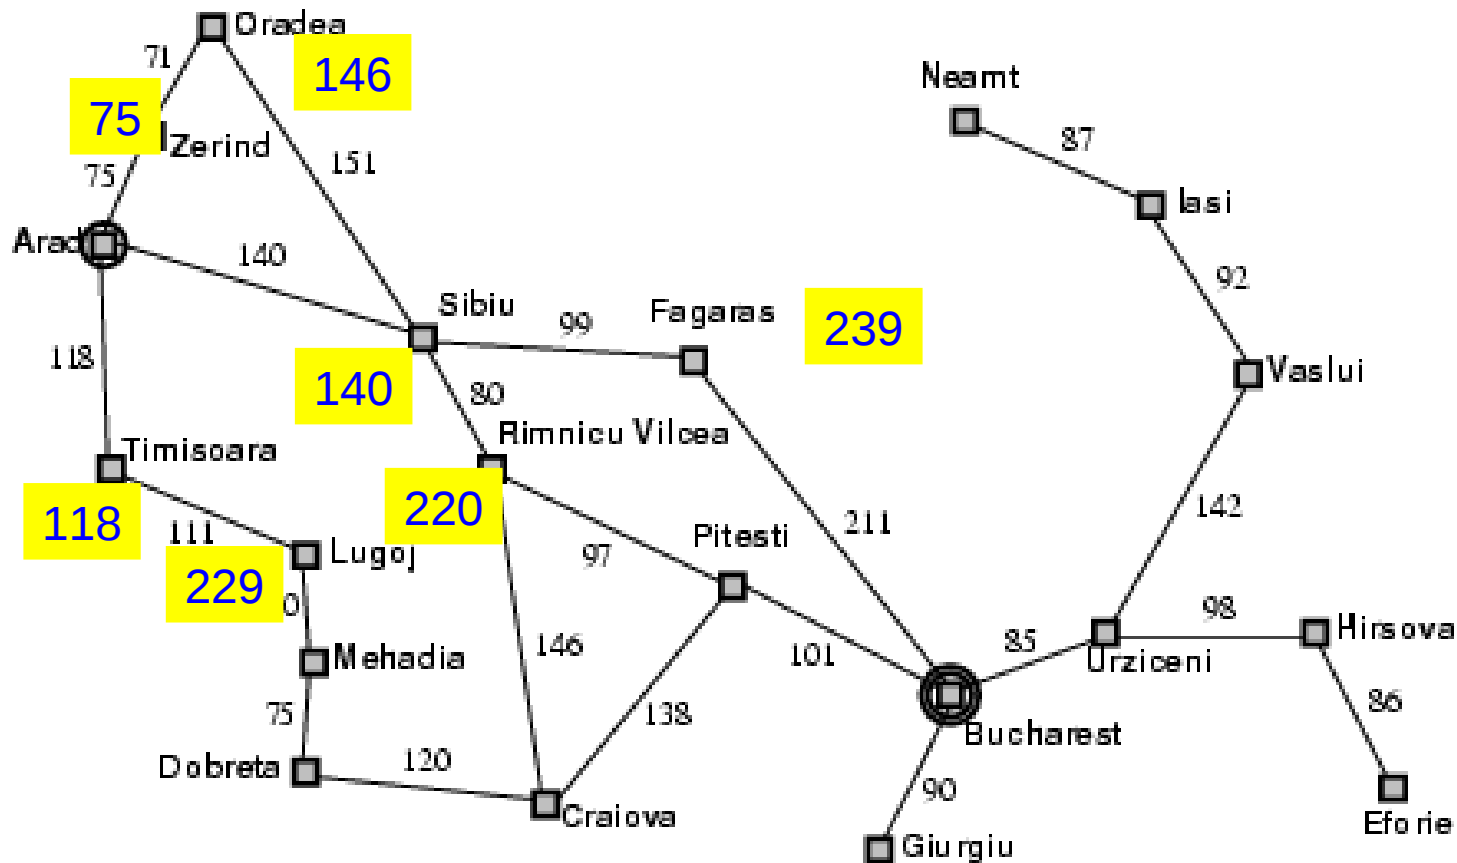 Oradea
71
146
Neamt
75
87
Zerind
75
151
Iasi
Arad
140
92
Sibiu
Fagaras
99
239
118
Vaslui
140
80
Rimnicu Vilcea
Timisoara
220
142
118
111
Pitesti
211
Lugoj
97
229
0
98
Hirsova
85
Urziceni
Mehadia
146
101
86
75
138
Bucharest
Dobreta
120
90
Craiova
Eforie
Giurgiu